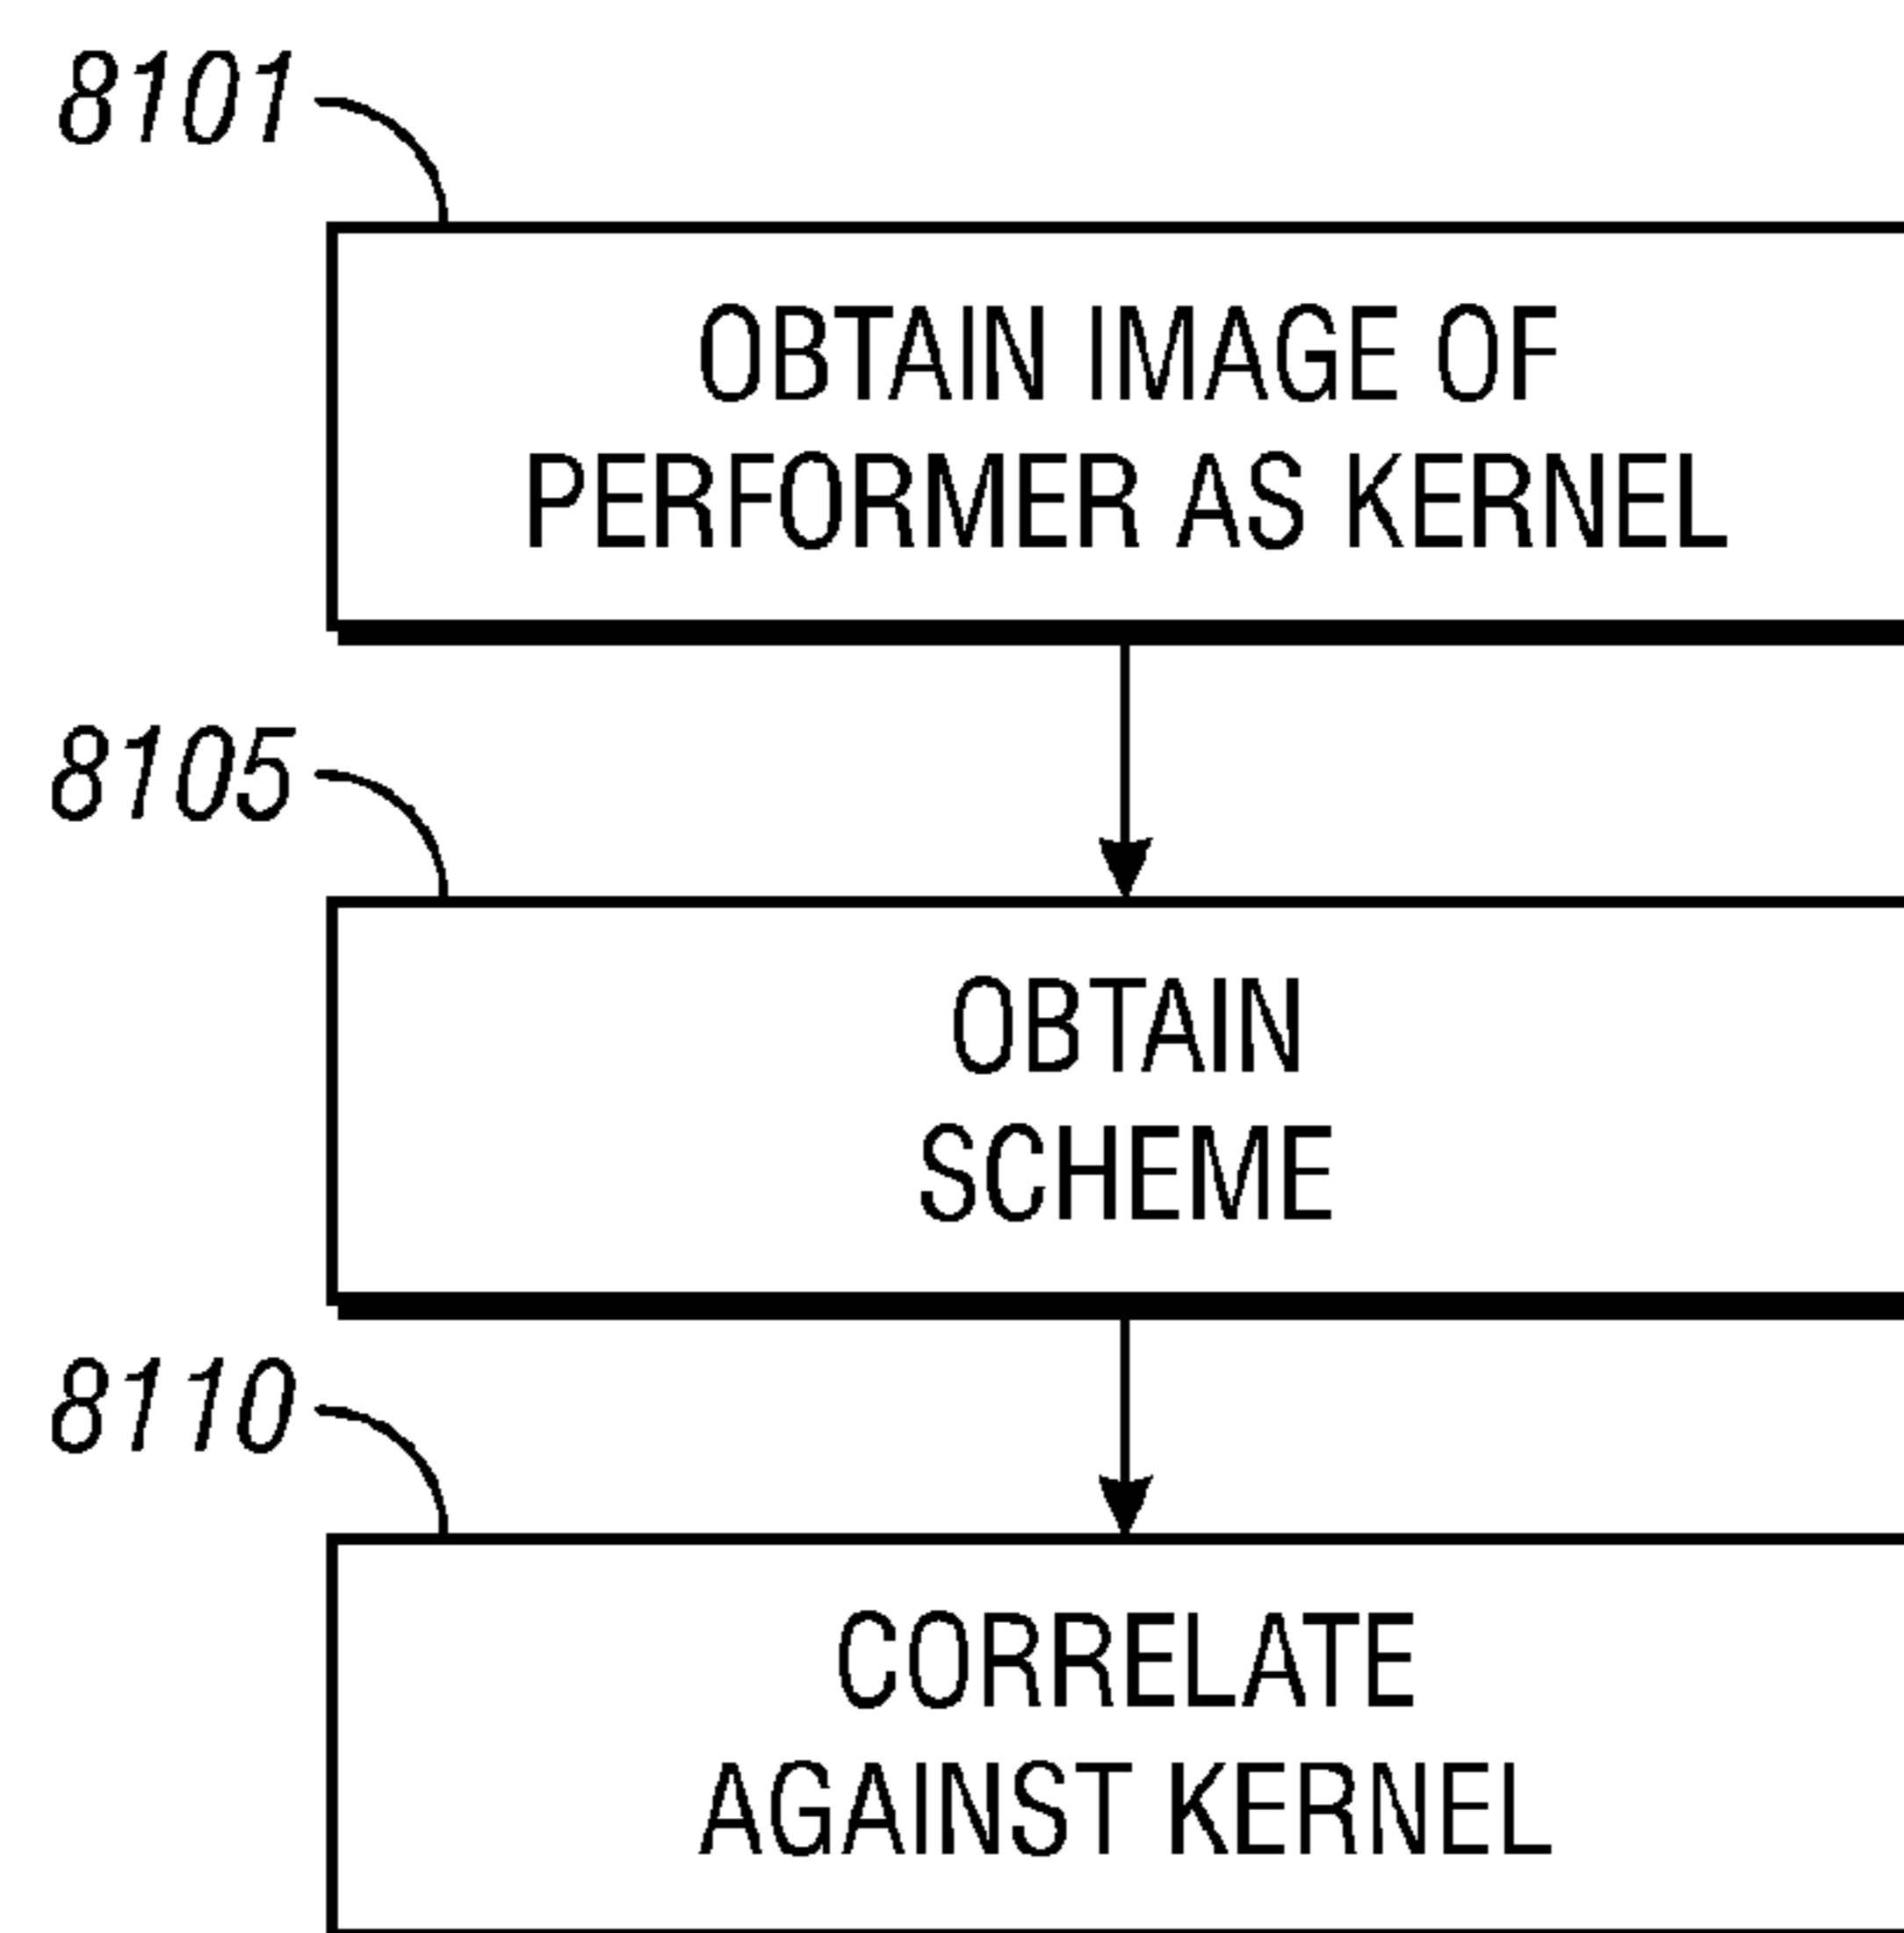 8101
OBTAIN IMAGE OF
PERFORMER AS KERNEL
8105
OBTAIN
SCHEME
8110
CORRELATE
AGAINST KERNEL